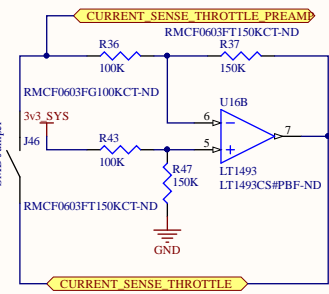 CURRENT_SENSE_THROTTLE_PREAMP
RMCF0603FT150KCT-ND
R36
R37
100K
150K
RMCF0603FG100KCT-ND
U16B
3v3_SYS
6
7
J46
R43
5
100K
R47
150K
LT1493
LT1493CS#PBF-ND
RMCF0603FT150KCT-ND
GND
CURRENT_SENSE_THROTTLE